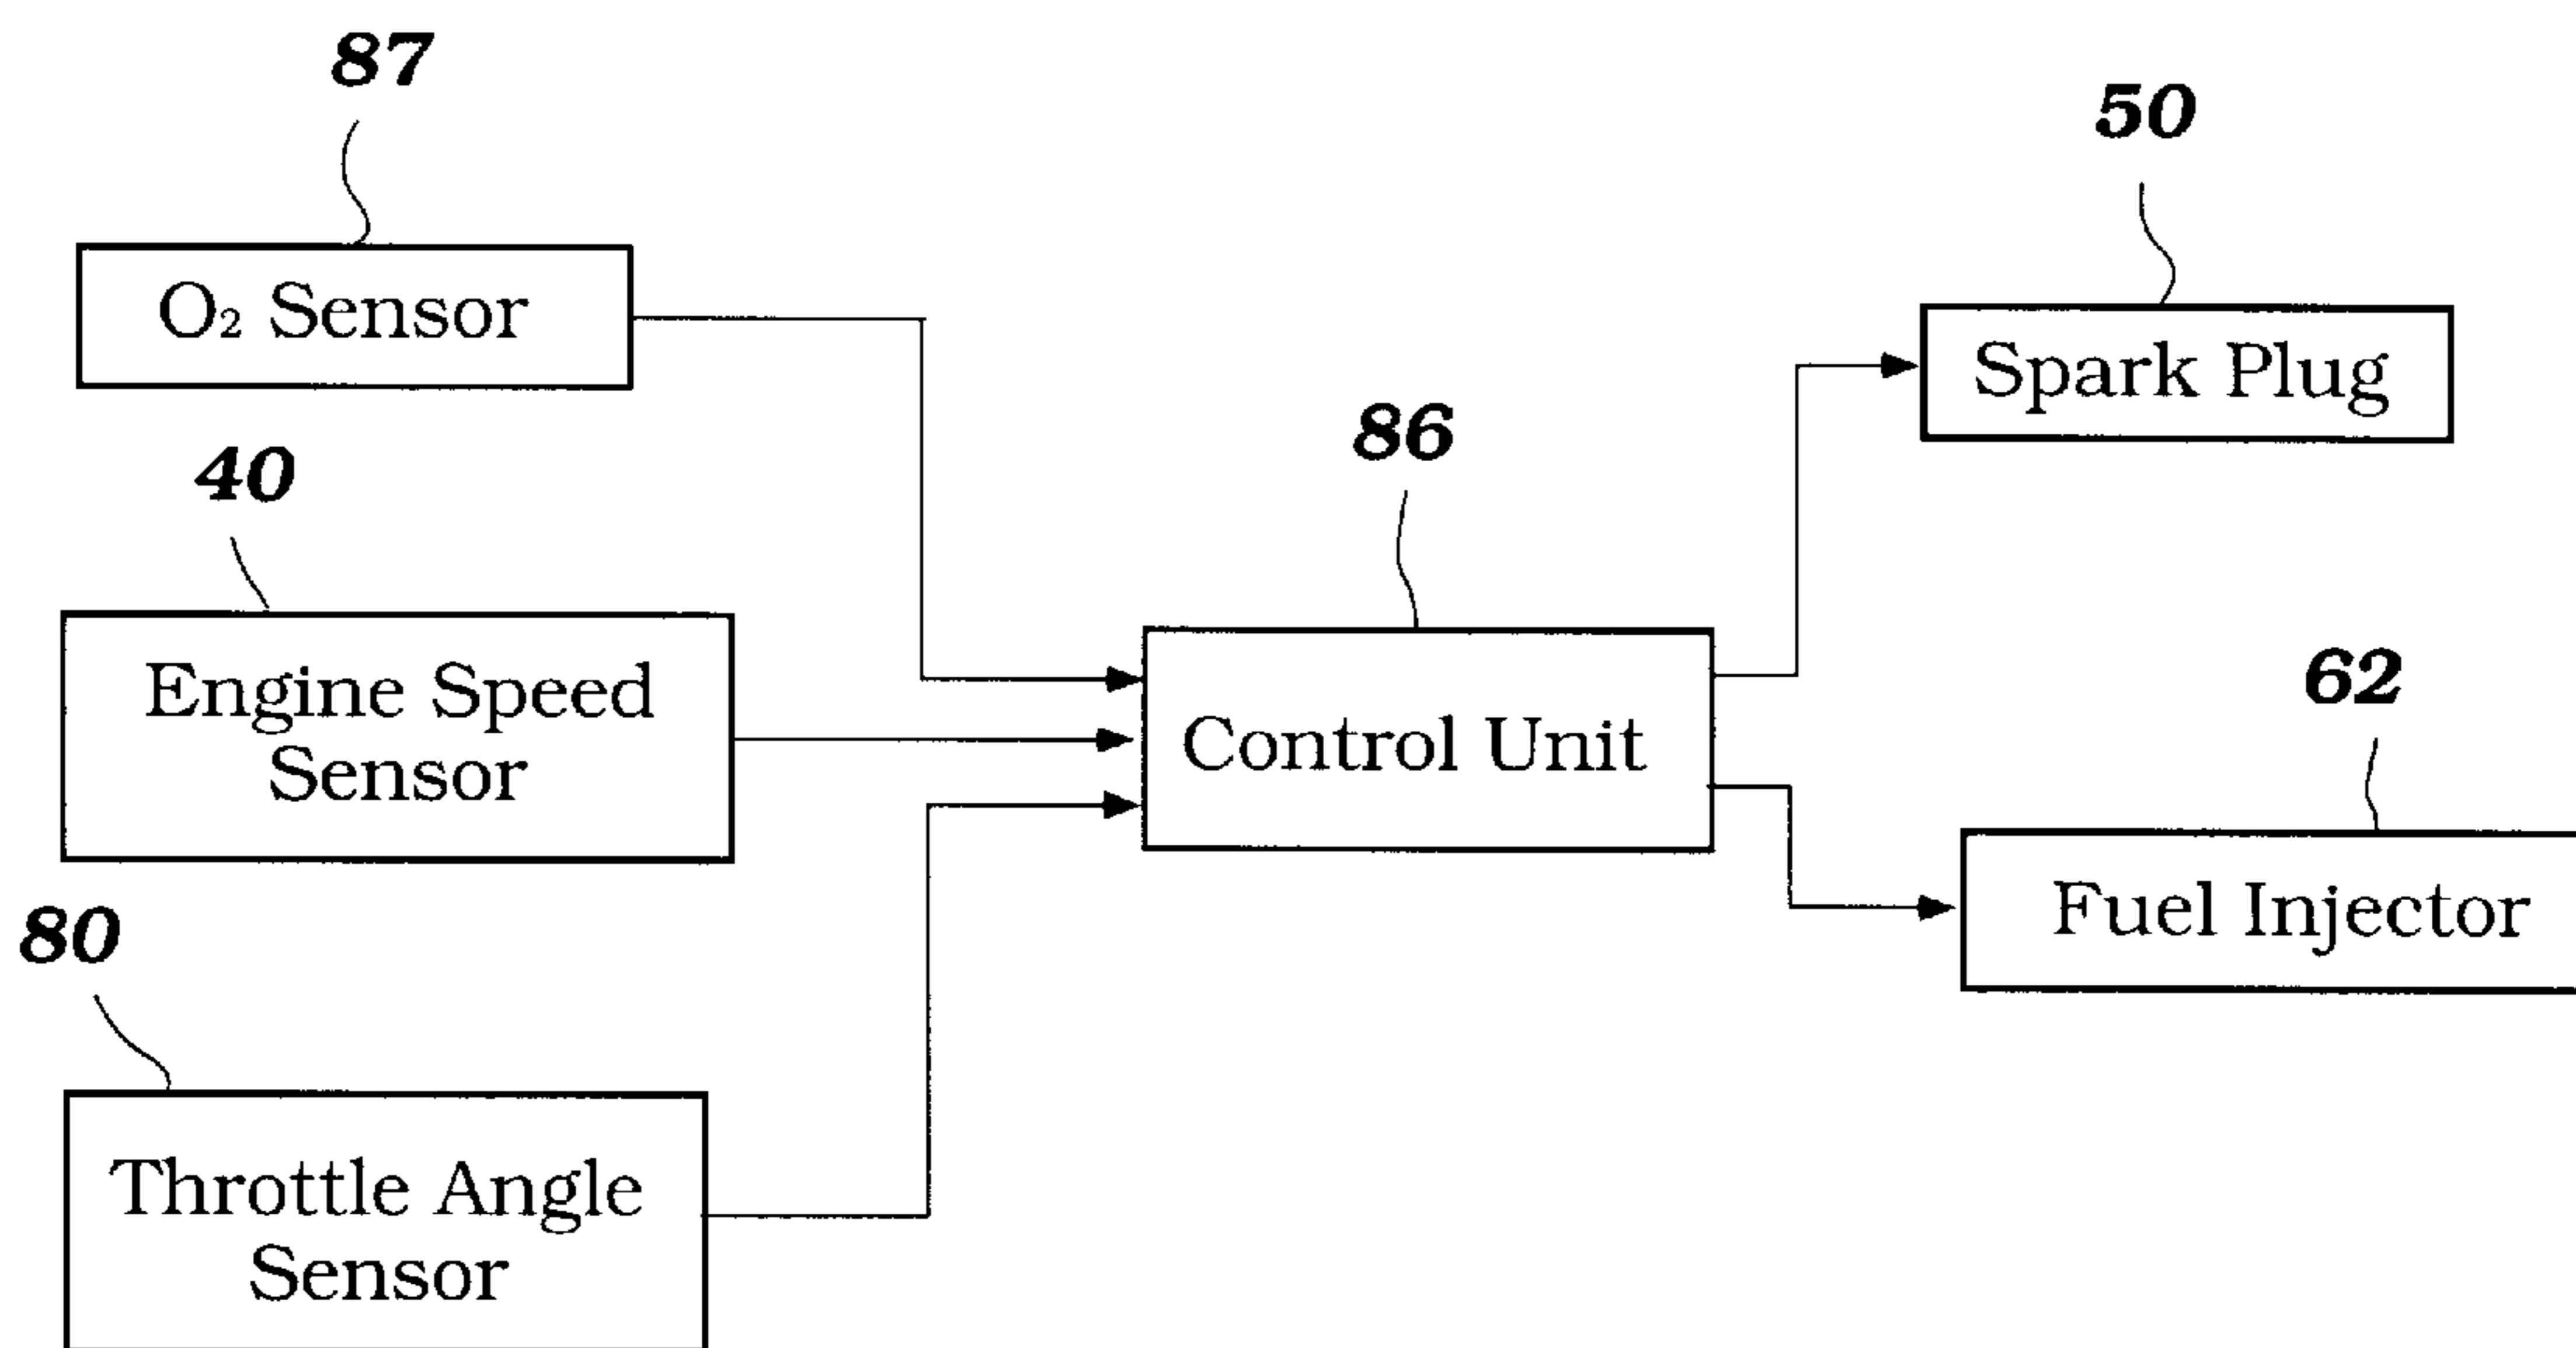 87
O₂ Sensor
40
Engine Speed
Sensor
80
Throttle Angle
Sensor
86
Control Unit
50
Spark Plug
62
Fuel Injector